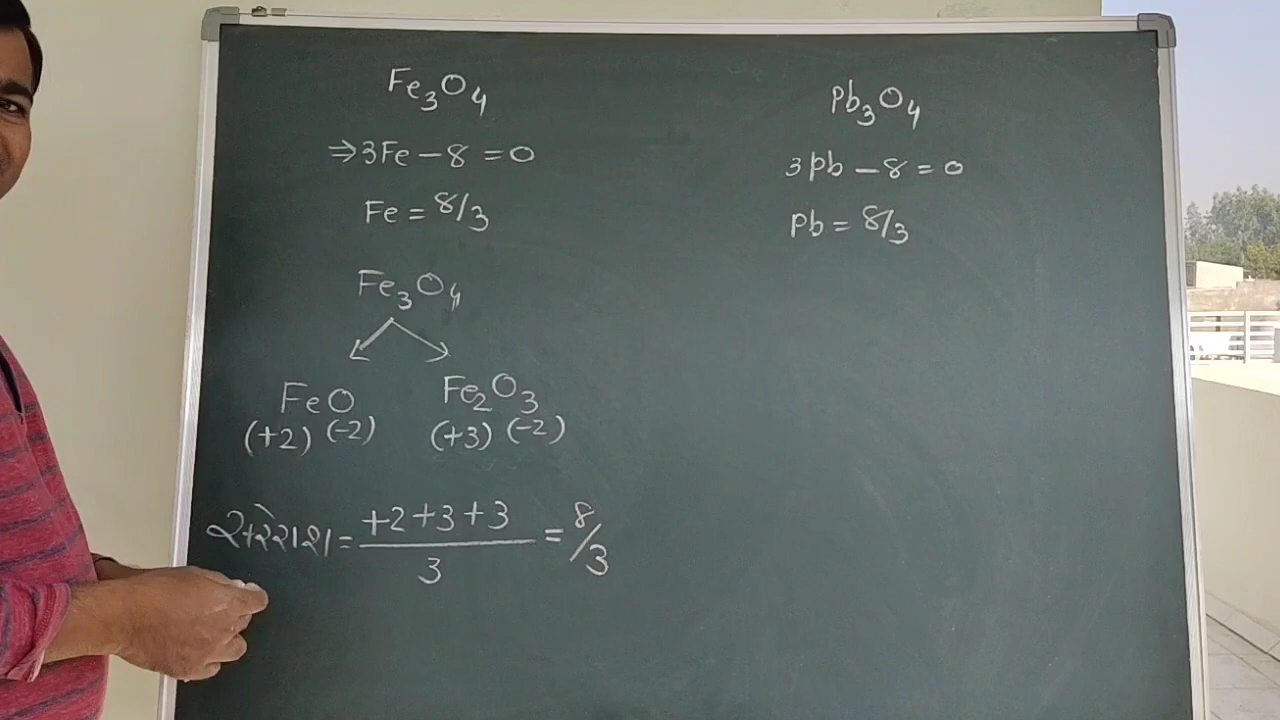 Fe₃O₄
⇒3Fe – 8 = 0
Fe = 8/3
Fe₃O₄
FeO Fe₂O₃
(+2) (-2) (+3) (-2)
સરેરાશ = +2+3+3 / 3 = 8/3
Pb₃O₄
3Pb – 8 = 0
Pb = 8/3